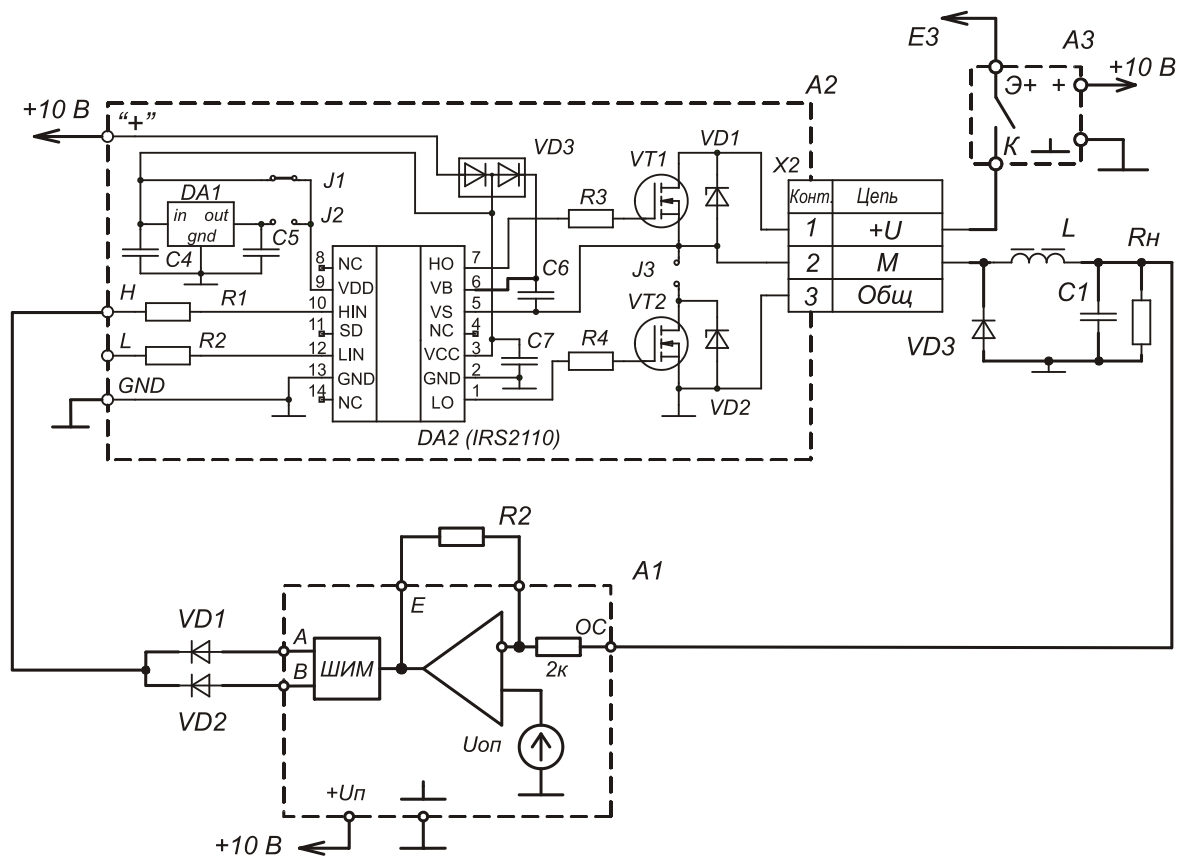 E3
A3
Э+ +
+10 В
К
A2
+10 В
“+”
VD3
VT1
VD1
X2
J1
DA1
in out
gnd
J2
C4
C5
R3
Конт. Цепь
1 +U
2 М
3 Общ
L
Rн
C1
VD3
8 NC
9 VDD
10 HIN
11 SD
12 LIN
13 GND
14 NC
HO 7
VB 6
VS 5
NC 4
VCC 3
GND 2
LO 1
C6
J3
VT2
C7
R4
VD2
H
R1
L
R2
GND
DA2 (IRS2110)
R2
A1
E
VD1
A
B
ШИМ
ОС
2к
VD2
Uоп
+Uп
+10 В